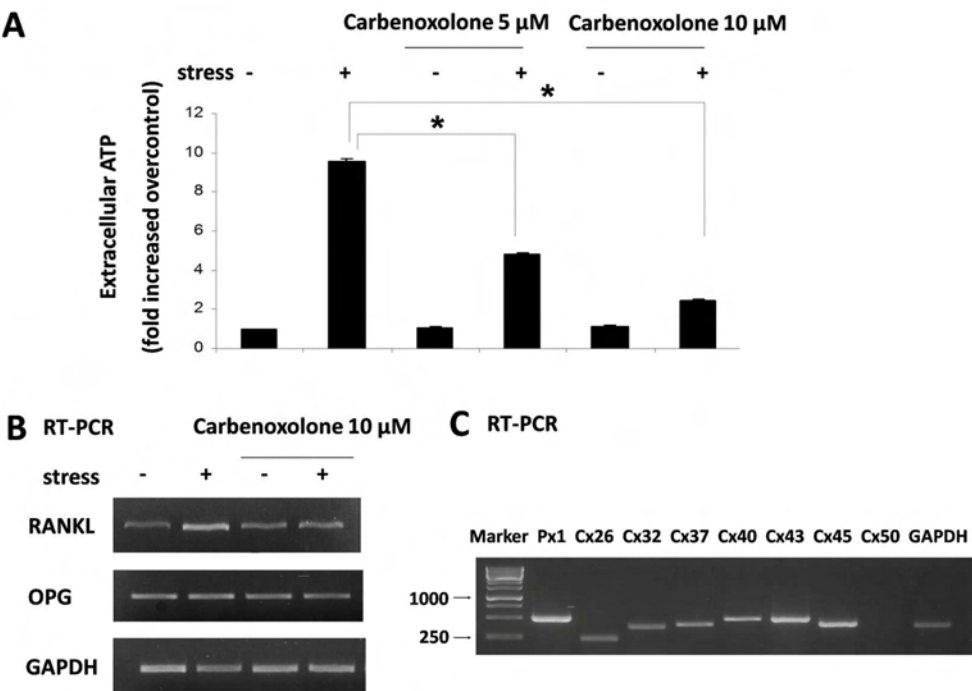 A
Carbenoxolone 5 µM Carbenoxolone 10 µM
stress - + - + - +
*
*
Extracellular ATP
(fold increased overcontrol)
12
10
8
6
4
2
0
B RT-PCR Carbenoxolone 10 µM
stress - + - +
RANKL
OPG
GAPDH
C RT-PCR
Marker Px1 Cx26 Cx32 Cx37 Cx40 Cx43 Cx45 Cx50 GAPDH
1000
250